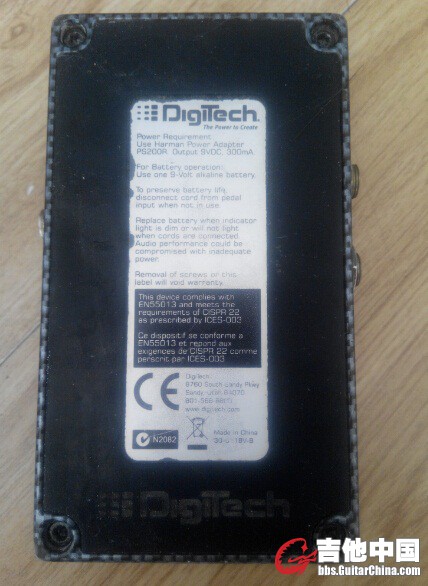 DigiTech
The Power to Create
Power Requirement:
Use Harman Power Adapter
PS200R. Output 9VDC, 300mA.
For Battery operation:
Use one 9-Volt alkaline battery.
To preserve battery life,
disconnect cord from pedal
input when not in use.
Replace battery when indicator
light is dim or will not light
when cords are connected.
Audio performance could be
compromised with inadequate
power.
Removal of screws or this
label will void warranty.
This device complies with
EN55013 and meets the
requirements of CISPR 22
as prescribed by ICES-003
Ce dispositif se conforme a
EN55013 et repond aux
exigences de CISPR 22 comme
perscrit par ICES-003
CE
DigiTech
8760 South Sandy Pkwy
Sandy Utah 84070
www.digitech.com
N2082
Made in China
DigiTech
吉他中国
bbs.GuitarChina.com